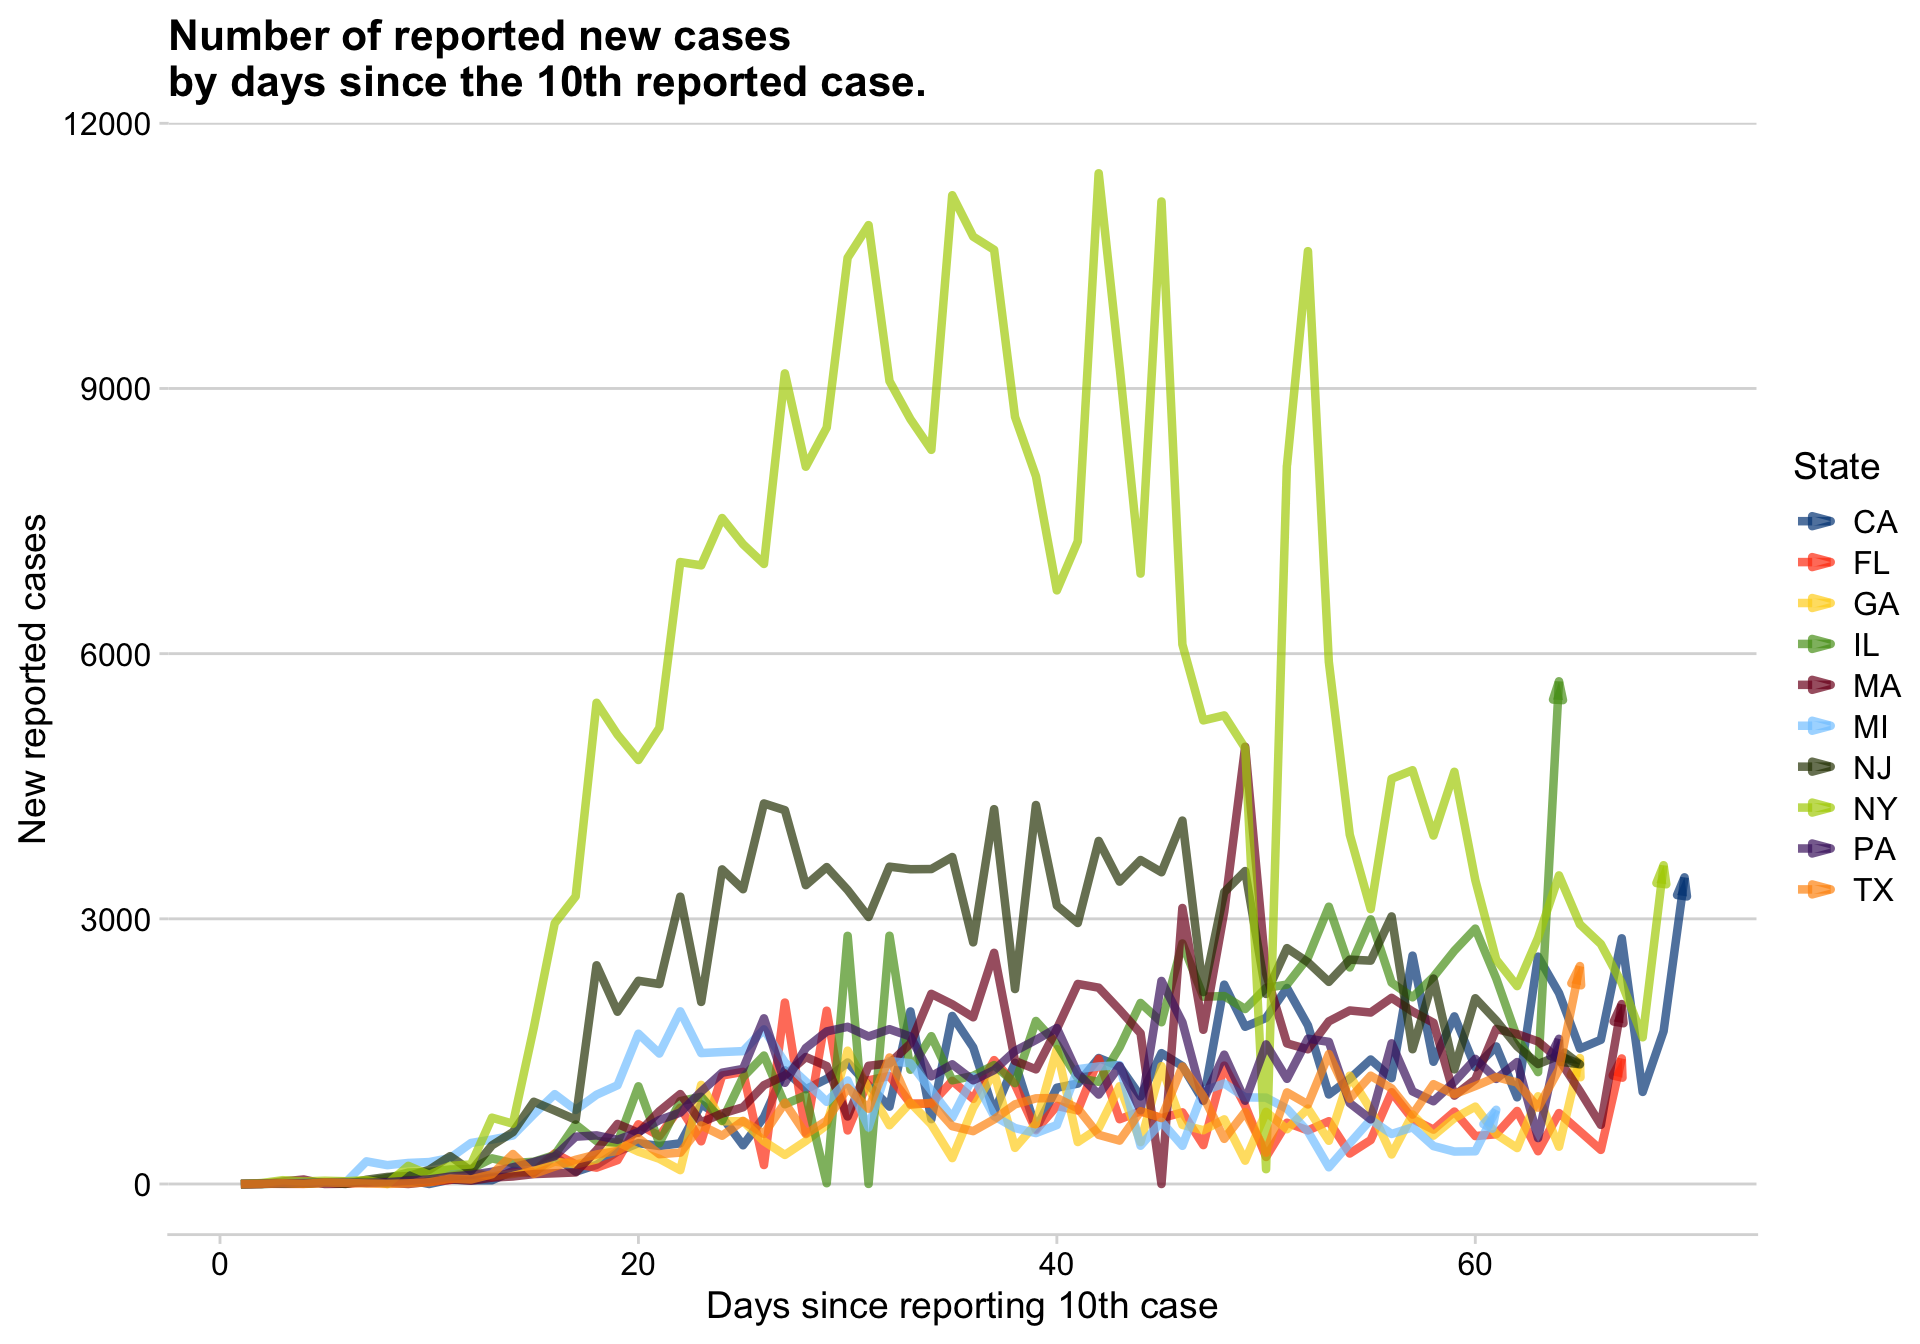 Number of reported new cases
by days since the 10th reported case.
12000
9000
6000
3000
0
New reported cases
0 20 40 60
Days since reporting 10th case
State
CA
FL
GA
IL
MA
MI
NJ
NY
PA
TX